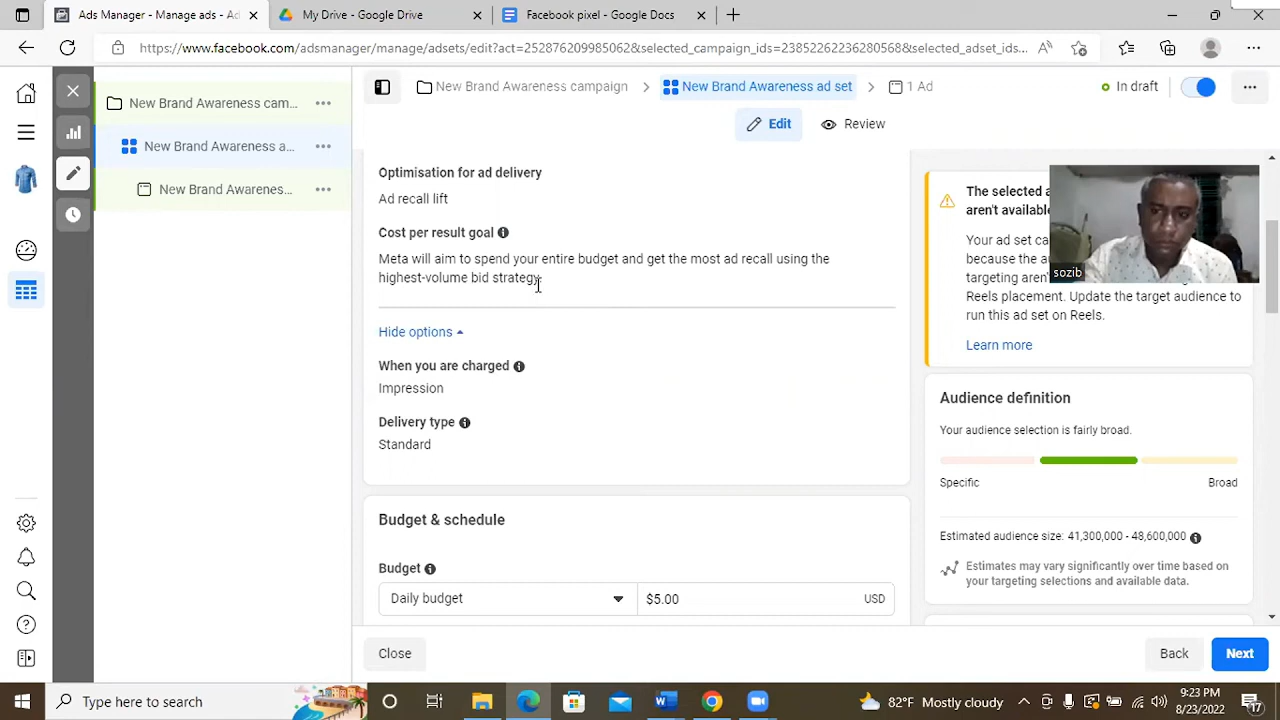 Ads Manager - Manage ads - Ad
My Drive - Google Drive
Facebook pixel - Google Docs
https://www.facebook.com/adsmanager/manage/adsets/edit?act=252876209985062&selected_campaign_ids=23852262236280568&selected_adset_ids...
New Brand Awareness cam...
New Brand Awareness a...
New Brand Awarenes...
New Brand Awareness campaign
New Brand Awareness ad set
1 Ad
In draft
Edit
Review
Optimisation for ad delivery
Ad recall lift
Cost per result goal
Meta will aim to spend your entire budget and get the most ad recall using the
highest-volume bid strategy.
Hide options
When you are charged
Impression
Delivery type
Standard
Budget & schedule
Budget
Daily budget
$5.00
USD
The selected a
aren't available
Your ad set ca
because the a
targeting aren'
Reels placement. Update the target audience to
run this ad set on Reels.
Learn more
sozib
Audience definition
Your audience selection is fairly broad.
Specific
Broad
Estimated audience size: 41,300,000 - 48,600,000
Estimates may vary significantly over time based on
your targeting selections and available data.
Close
Back
Next
Type here to search
82°F Mostly cloudy
9:23 PM
8/23/2022
17